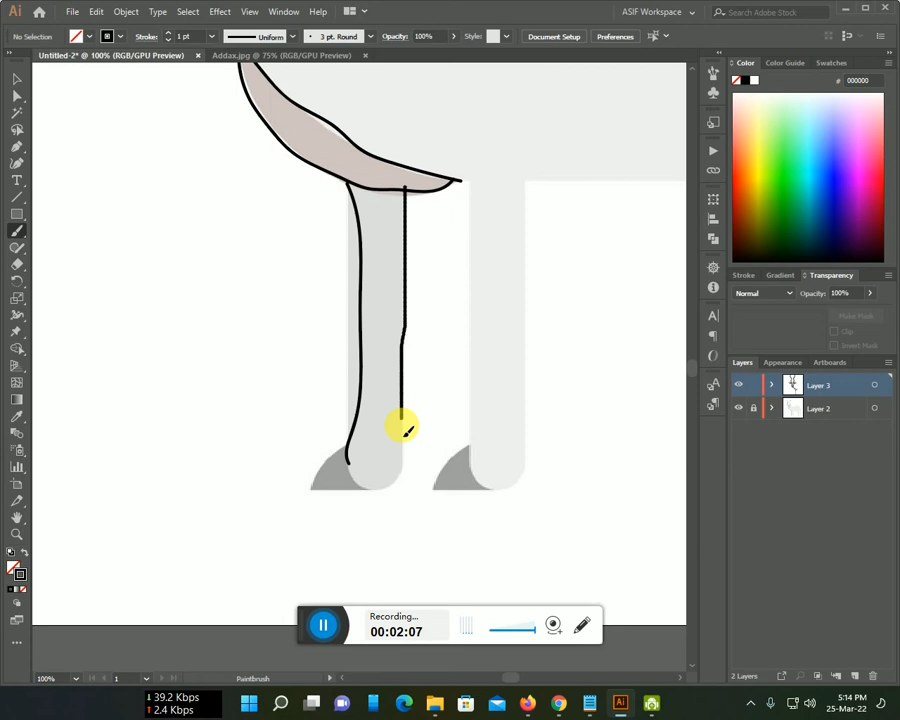 Ai File Edit Object Type Select Effect View Window Help ASIF Workspace Search Adobe Stock
No Selection Stroke: 1 pt Uniform 3 pt. Round Opacity: 100% Style: Document Setup Preferences
Untitled-2* @ 100% (RGB/GPU Preview) × Addax.jpg @ 75% (RGB/GPU Preview) ×
Color Color Guide Swatches
# 000000
Stroke Gradient Transparency
Normal Opacity: 100%
Make Mask
Clip
Invert Mask
Layers Appearance Artboards
Layer 3
Layer 2
Recording...
00:02:07
100% 1 Paintbrush 2 Layers
39.2 Kbps
2.4 Kbps
Ai
5:14 PM
25-Mar-22